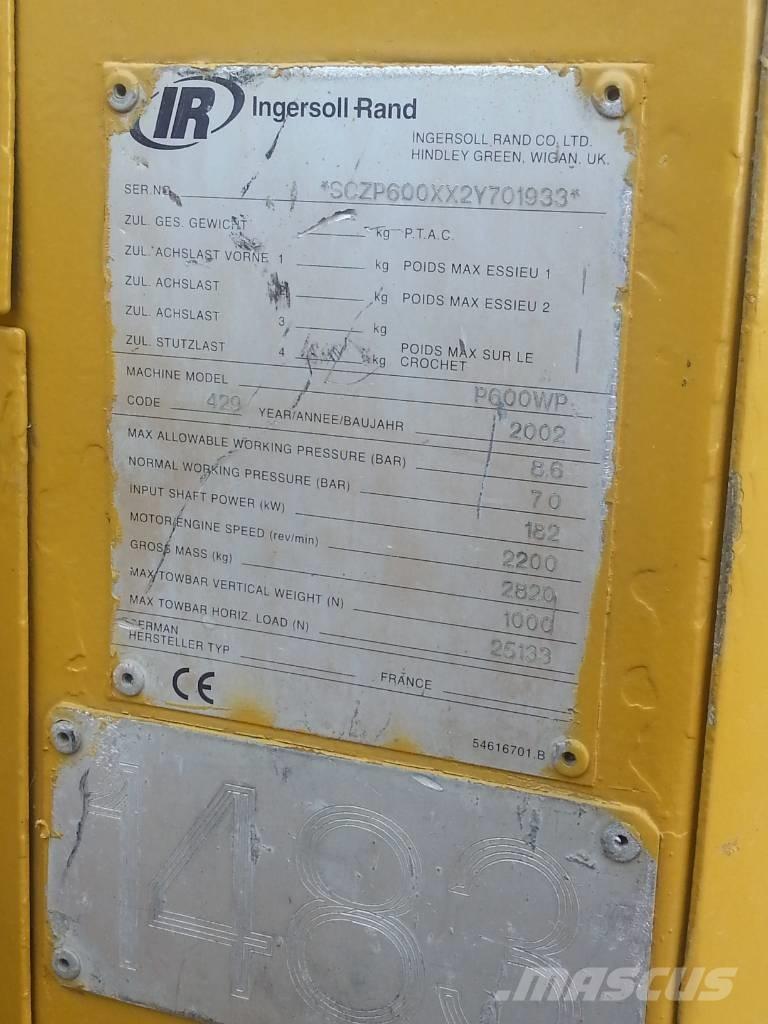 IR Ingersoll Rand
INGERSOLL RAND CO. LTD.
HINDLEY GREEN, WIGAN. UK.
SER.NO. *SCZP600XX2Y701933*
ZUL. GES. GEWICHT kg P.T.A.C.
ZUL. ACHSLAST VORNE 1 kg POIDS MAX ESSIEU 1
ZUL. ACHSLAST kg POIDS MAX ESSIEU 2
ZUL. ACHSLAST 3 kg
ZUL. STUTZLAST 4 kg POIDS MAX SUR LE
CROCHET
MACHINE MODEL P600WP
CODE 429 YEAR/ANNEE/BAUJAHR 2002
MAX ALLOWABLE WORKING PRESSURE (BAR) 8.6
NORMAL WORKING PRESSURE (BAR) 7.0
INPUT SHAFT POWER (kW) 182
MOTOR/ENGINE SPEED (rev/min) 2200
GROSS MASS (kg) 2820
MAX TOWBAR VERTICAL WEIGHT (N) 1000
MAX TOWBAR HORIZ. LOAD (N) 25133
GERMAN
HERSTELLER TYP FRANCE
CE
54616701.B
1483
MASCUS